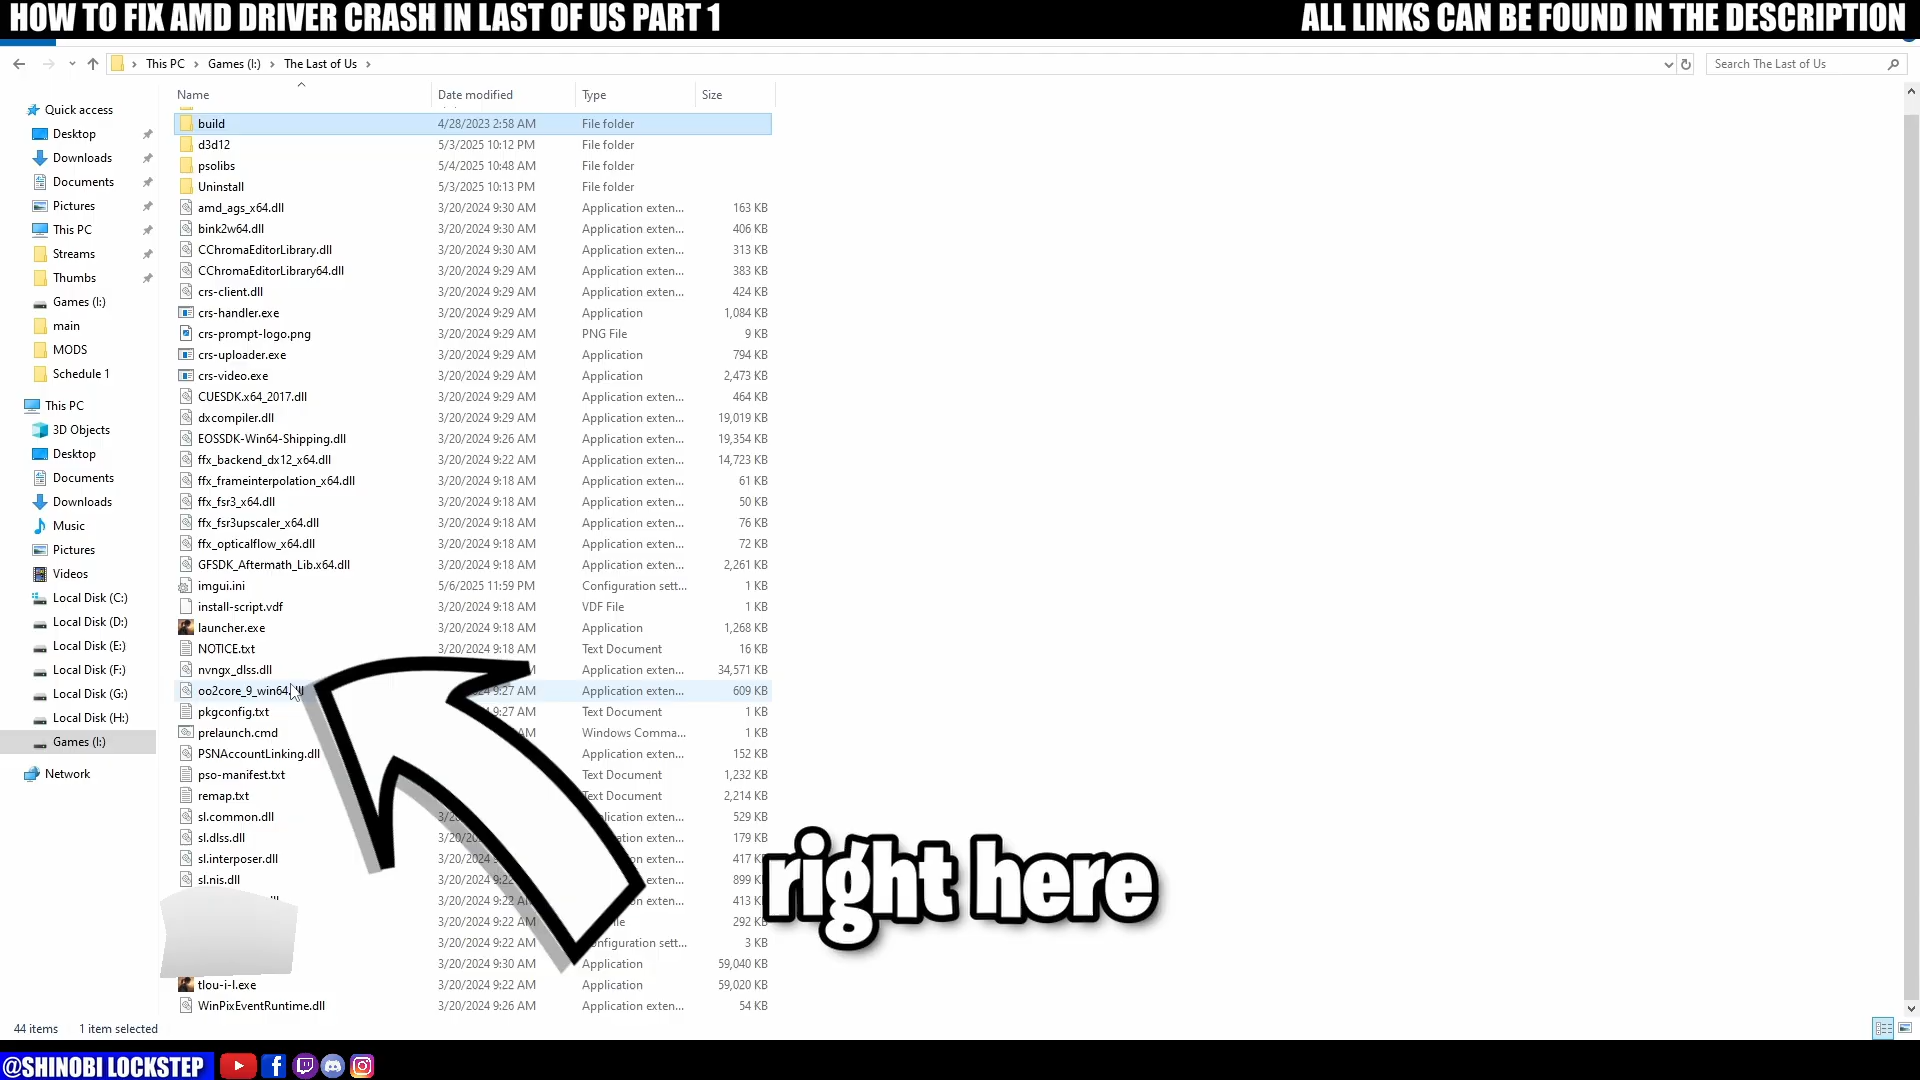 HOW TO FIX AMD DRIVER CRASH IN LAST OF US PART 1
ALL LINKS CAN BE FOUND IN THE DESCRIPTION
This PC > Games (I:) > The Last of Us >
Search The Last of Us
Name Date modified Type Size
Quick access
Desktop
Downloads
Documents
Pictures
This PC
Streams
Thumbs
Games (I:)
main
MODS
Schedule 1
This PC
3D Objects
Desktop
Documents
Downloads
Music
Pictures
Videos
Local Disk (C:)
Local Disk (D:)
Local Disk (E:)
Local Disk (F:)
Local Disk (G:)
Local Disk (H:)
Games (I:)
Network
build 4/28/2023 2:58 AM File folder
d3d12 5/3/2025 10:12 PM File folder
psolibs 5/4/2025 10:48 AM File folder
Uninstall 5/3/2025 10:13 PM File folder
amd_ags_x64.dll 3/20/2024 9:30 AM Application exten... 163 KB
bink2w64.dll 3/20/2024 9:30 AM Application exten... 406 KB
CChromaEditorLibrary.dll 3/20/2024 9:30 AM Application exten... 313 KB
CChromaEditorLibrary64.dll 3/20/2024 9:29 AM Application exten... 383 KB
crs-client.dll 3/20/2024 9:29 AM Application exten... 424 KB
crs-handler.exe 3/20/2024 9:29 AM Application 1,084 KB
crs-prompt-logo.png 3/20/2024 9:29 AM PNG File 9 KB
crs-uploader.exe 3/20/2024 9:29 AM Application 794 KB
crs-video.exe 3/20/2024 9:29 AM Application 2,473 KB
CUESDK.x64_2017.dll 3/20/2024 9:29 AM Application exten... 464 KB
dxcompiler.dll 3/20/2024 9:29 AM Application exten... 19,019 KB
EOSSDK-Win64-Shipping.dll 3/20/2024 9:26 AM Application exten... 19,354 KB
ffx_backend_dx12_x64.dll 3/20/2024 9:22 AM Application exten... 14,723 KB
ffx_frameinterpolation_x64.dll 3/20/2024 9:18 AM Application exten... 61 KB
ffx_fsr3_x64.dll 3/20/2024 9:18 AM Application exten... 50 KB
ffx_fsr3upscaler_x64.dll 3/20/2024 9:18 AM Application exten... 76 KB
ffx_opticalflow_x64.dll 3/20/2024 9:18 AM Application exten... 72 KB
GFSDK_Aftermath_Lib.x64.dll 3/20/2024 9:18 AM Application exten... 2,261 KB
imgui.ini 5/6/2025 11:59 PM Configuration sett... 1 KB
install-script.vdf 3/20/2024 9:18 AM VDF File 1 KB
launcher.exe 3/20/2024 9:18 AM Application 1,268 KB
NOTICE.txt 3/20/2024 9:18 AM Text Document 16 KB
nvngx_dlss.dll AM Application exten... 34,571 KB
oo2core_9_win64. 9:27 AM Application exten... 609 KB
pkgconfig.txt 9:27 AM Text Document 1 KB
prelaunch.cmd AM Windows Comma... 1 KB
PSNAccountLinking.dll Application exten... 152 KB
pso-manifest.txt Text Document 1,232 KB
remap.txt Text Document 2,214 KB
sl.common.dll 529 KB
sl.dlss.dll 3/20/20 179 KB
sl.interposer.dll 417 KB
sl.nis.dll 9:22 exten... 899 K
3/20/2024 9:22 AM exten... 413 KB
3/20/2024 9:22 AM 292 KB
3/20/2024 9:22 AM onfiguration sett... 3 KB
3/20/2024 9:30 AM Application 59,040 KB
tlou-i-l.exe 3/20/2024 9:22 AM Application 59,020 KB
WinPixEventRuntime.dll 3/20/2024 9:26 AM Application exten... 54 KB
right here
44 items 1 item selected
@SHINOBI LOCKSTEP